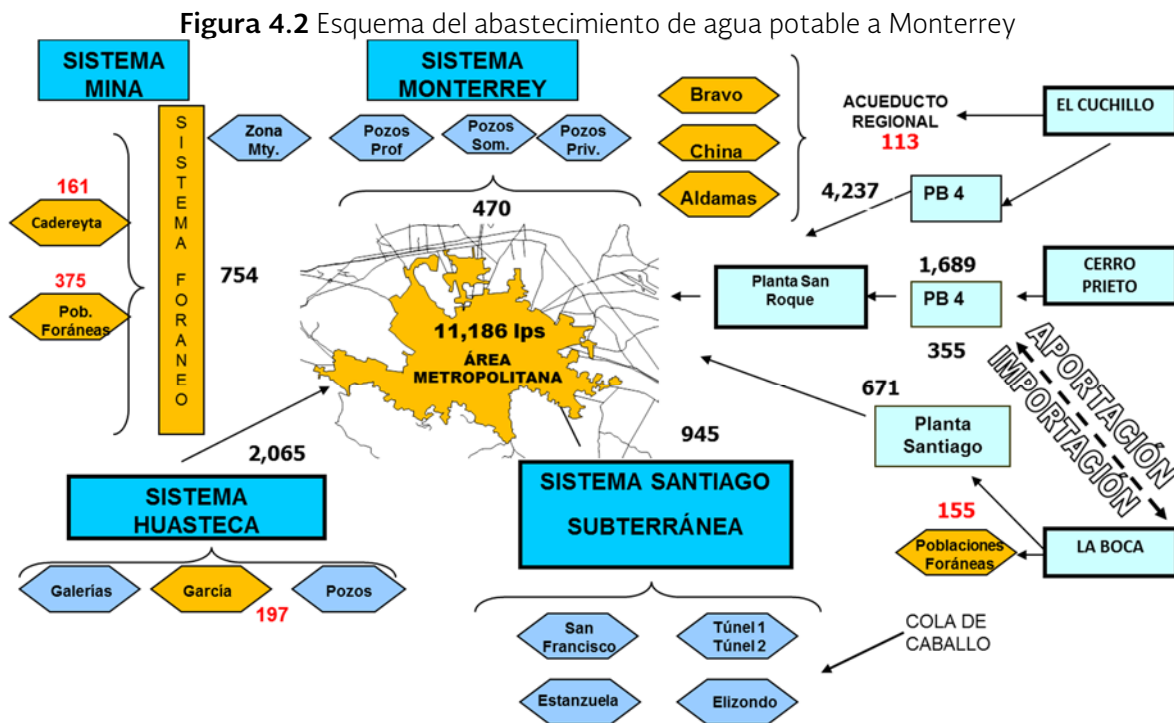 Figura 4.2 Esquema del abastecimiento de agua potable a Monterrey
SISTEMA
MINA
SISTEMA
MONTERREY
SISTEMA FORANEO
Zona
Mty.
Pozos
Prof
Pozos
Som.
Pozos
Priv.
Bravo
China
Aldamas
ACUEDUCTO
REGIONAL
113
EL CUCHILLO
161
Cadereyta
375
Pob.
Foráneas
754
470
4,237
PB 4
Planta San
Roque
1,689
PB 4
355
CERRO
PRIETO
11,186 lps
ÁREA
METROPOLITANA
APORTACIÓN
IMPORTACIÓN
671
Planta
Santiago
2,065
945
SISTEMA
HUASTECA
SISTEMA SANTIAGO
SUBTERRÁNEA
155
Poblaciones
Foráneas
LA BOCA
Galerías
García
197
Pozos
San
Francisco
Túnel 1
Túnel 2
COLA DE
CABALLO
Estanzuela
Elizondo